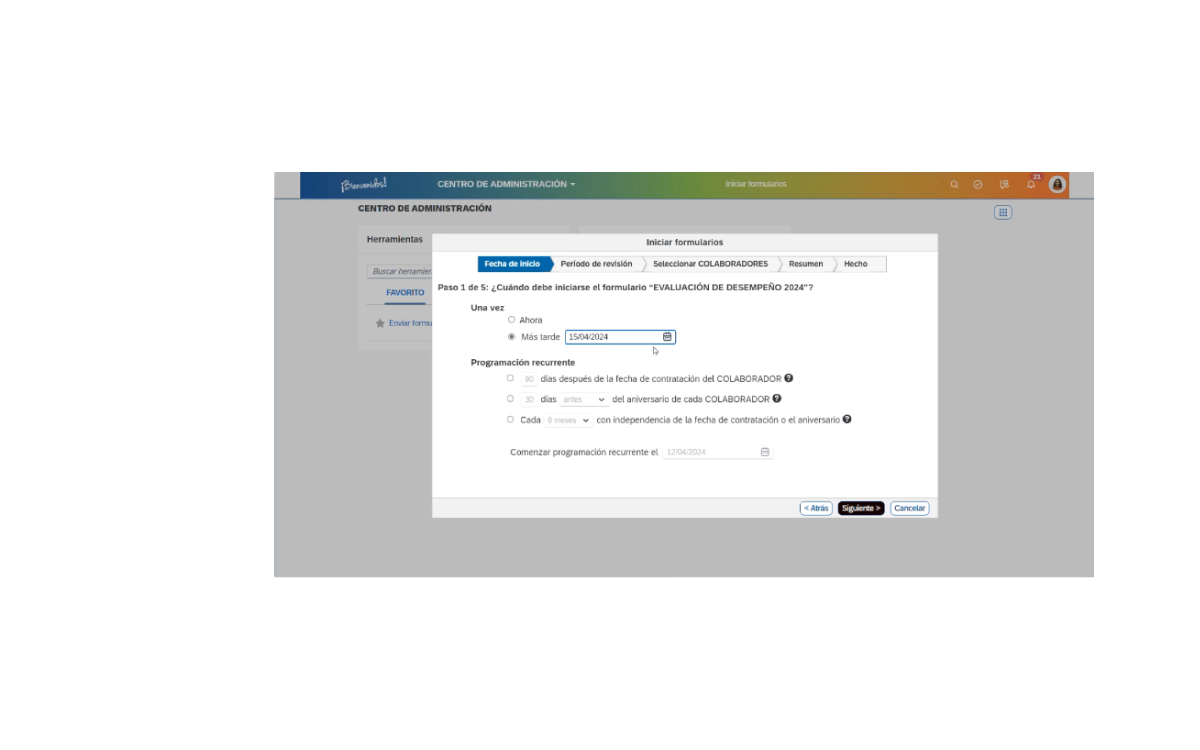 ¡Bienvenidos!
CENTRO DE ADMINISTRACIÓN
Iniciar formularios
21
CENTRO DE ADMINISTRACIÓN
Herramientas
Buscar herramien
FAVORITO
Enviar formu
Iniciar formularios
Fecha de inicio
Período de revisión
Seleccionar COLABORADORES
Resumen
Hecho
Paso 1 de 5: ¿Cuándo debe iniciarse el formulario “EVALUACIÓN DE DESEMPEÑO 2024”?
Una vez
Ahora
Más tarde 15/04/2024
Programación recurrente
90 días después de la fecha de contratación del COLABORADOR ?
30 días antes del aniversario de cada COLABORADOR ?
Cada 6 meses con independencia de la fecha de contratación o el aniversario ?
Comenzar programación recurrente el 12/04/2024
< Atrás
Siguiente >
Cancelar